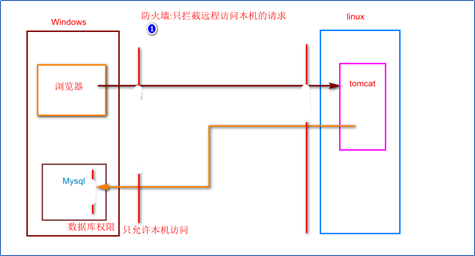 防火墙:只拦截远程访问本机的请求
1
Windows
linux
浏览器
tomcat
Mysql
数据库权限
只允许本机访问